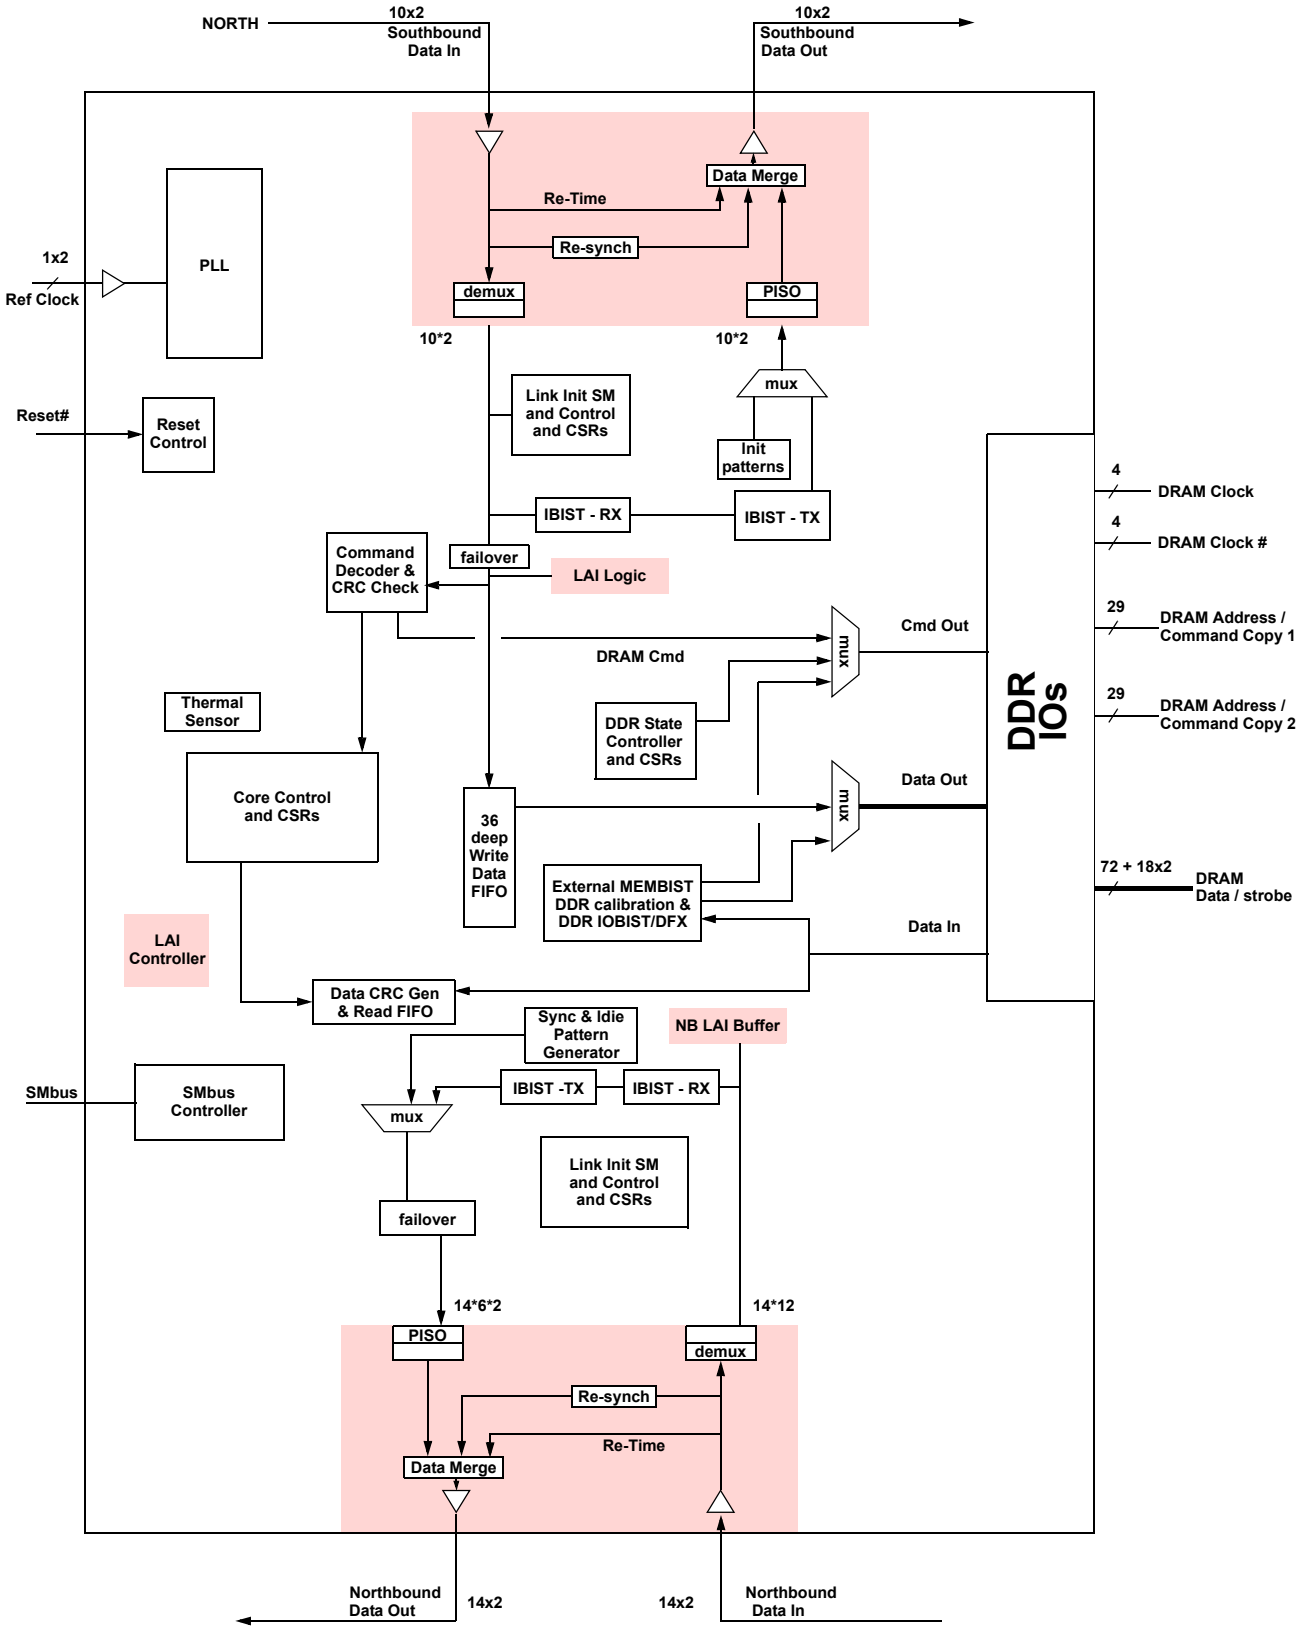 10x2
10x2
NORTH
Southbound
Data In
Southbound
Data Out
Data Merge
Re-Time
Re-synch
1x2
PLL
Ref Clock
demux
PISO
10*2
10*2
mux
Link Init SM
and Control
and CSRs
Reset#
Reset
Control
Init
patterns
4
DRAM Clock
IBIST - RX
IBIST - TX
4
DRAM Clock #
Command
Decoder &
CRC Check
failover
LAI Logic
29
DRAM Address /
Command Copy 1
Cmd Out
mux
DRAM Cmd
DDR
IOs
Thermal
Sensor
29
DRAM Address /
Command Copy 2
DDR State
Controller
and CSRs
Data Out
mux
Core Control
and CSRs
36
deep
Write
Data
FIFO
72 + 18x2
DRAM
Data / strobe
External MEMBIST
DDR calibration &
DDR IOBIST/DFX
Data In
LAI
Controller
Data CRC Gen
& Read FIFO
Sync & Idie
Pattern
Generator
NB LAI Buffer
SMbus
SMbus
Controller
IBIST -TX
IBIST - RX
mux
Link Init SM
and Control
and CSRs
failover
14*6*2
14*12
PISO
demux
Re-synch
Re-Time
Data Merge
Northbound
Data Out
14x2
14x2
Northbound
Data In